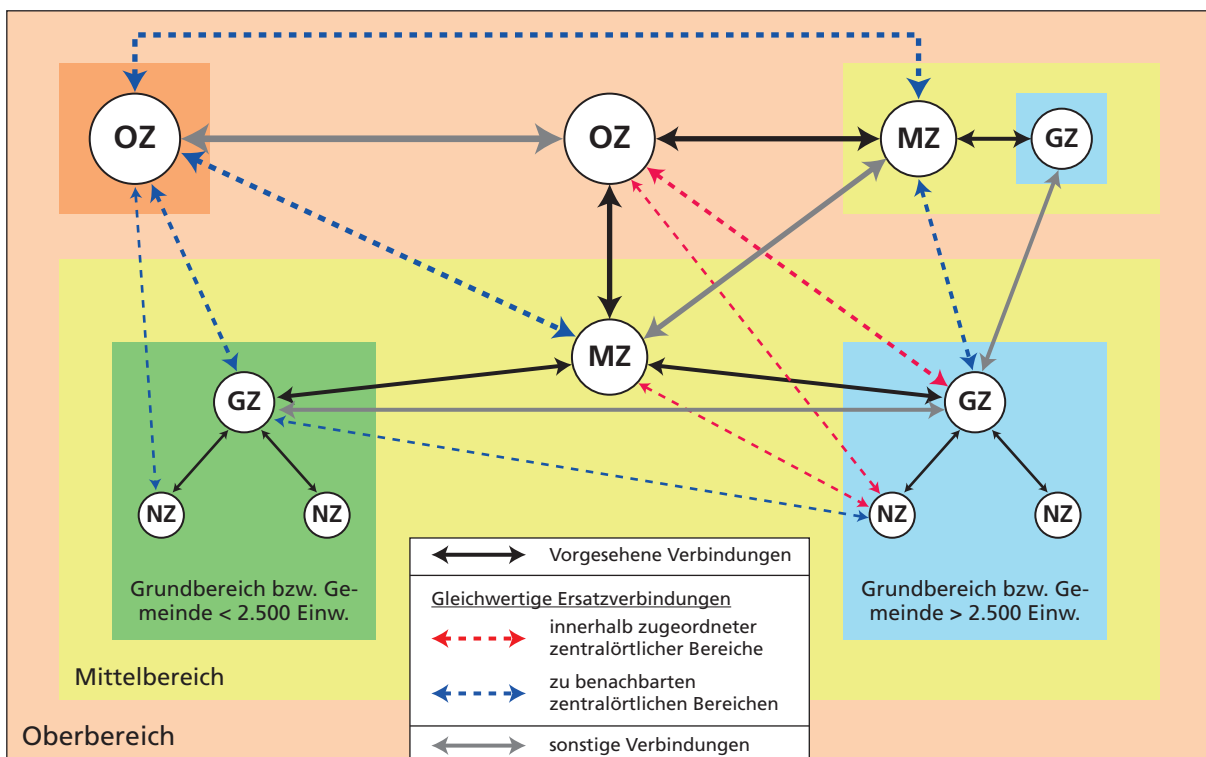 OZ
OZ
MZ
GZ
MZ
GZ
GZ
NZ
NZ
NZ
NZ
Grundbereich bzw. Ge-
meinde < 2.500 Einw.
Grundbereich bzw. Ge-
meinde > 2.500 Einw.
Mittelbereich
Oberbereich
Vorgesehene Verbindungen
Gleichwertige Ersatzverbindungen
innerhalb zugeordneter
zentralörtlicher Bereiche
zu benachbarten
zentralörtlichen Bereichen
sonstige Verbindungen